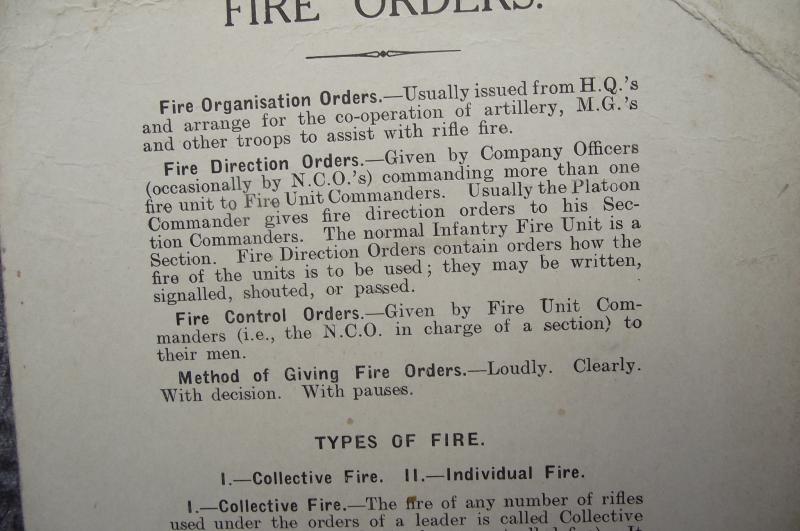 FIRE ORDERS.
Fire Organisation Orders.—Usually issued from H.Q.'s
and arrange for the co-operation of artillery, M.G.'s
and other troops to assist with rifle fire.
Fire Direction Orders.—Given by Company Officers
(occasionally by N.C.O.'s) commanding more than one
fire unit to Fire Unit Commanders. Usually the Platoon
Commander gives fire direction orders to his Sec-
tion Commanders. The normal Infantry Fire Unit is a
Section. Fire Direction Orders contain orders how the
fire of the units is to be used; they may be written,
signalled, shouted, or passed.
Fire Control Orders.—Given by Fire Unit Com-
manders (i.e., the N.C.O. in charge of a section) to
their men.
Method of Giving Fire Orders.—Loudly. Clearly.
With decision. With pauses.
TYPES OF FIRE.
I.—Collective Fire. II.—Individual Fire.
I.—Collective Fire.—The fire of any number of rifles
used under the orders of a leader is called Collective